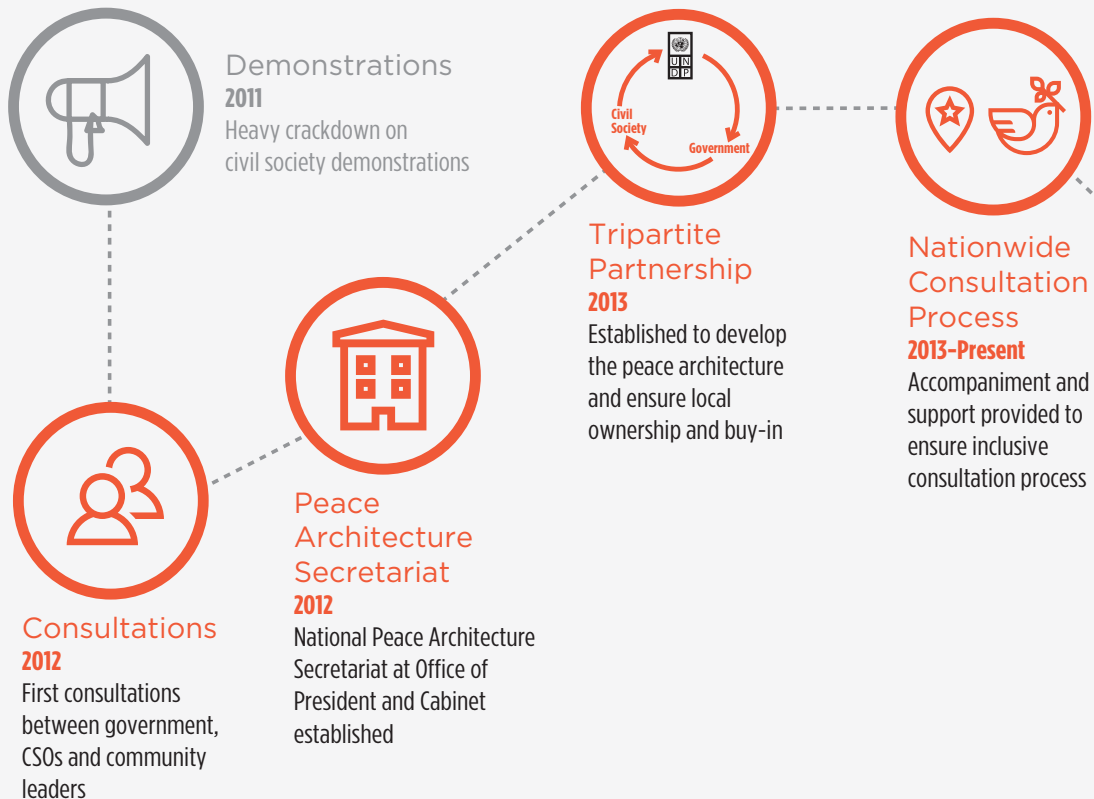 Demonstrations
2011
Heavy crackdown on
civil society demonstrations
Consultations
2012
First consultations
between government,
CSOs and community
leaders
Peace
Architecture
Secretariat
2012
National Peace Architecture
Secretariat at Office of
President and Cabinet
established
U N
D P
Civil
Society
Government
Tripartite
Partnership
2013
Established to develop
the peace architecture
and ensure local
ownership and buy-in
Nationwide
Consultation
Process
2013-Present
Accompaniment and
support provided to
ensure inclusive
consultation process